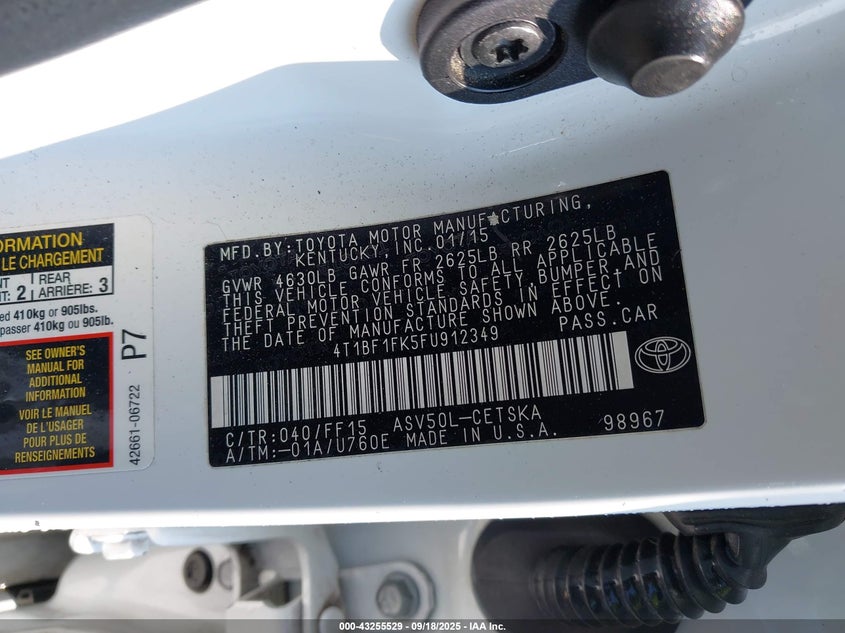 ORMATION
LE CHARGEMENT
NT 2 REAR
T: 2 ARRIÈRE: 3
ed 410kg or 905lbs.
passer 410kg ou 905lb.
SEE OWNER'S
MANUAL FOR
ADDITIONAL
INFORMATION
VOIR LE MANUEL
DE L'USAGER
POUR PLUS DE
RENSEIGNEMENTS
P7
42661-06722
MFD.BY:TOYOTA MOTOR MANUFACTURING,
KENTUCKY, INC.01/15
GVWR 4630LB GAWR FR 2625LB RR 2625LB
THIS VEHICLE CONFORMS TO ALL APPLICABLE
FEDERAL MOTOR VEHICLE SAFETY, BUMPER, AND
THEFT PREVENTION STANDARDS IN EFFECT ON
THE DATE OF MANUFACTURE SHOWN ABOVE.
4T1BF1FK5FU912349 PASS.CAR
C/TR:040/FF15 ASV50L-CETSKA
A/TM:-01A/U760E MADE IN U.S.A. 98967
000-43255529 - 09/18/2025 - IAA Inc.